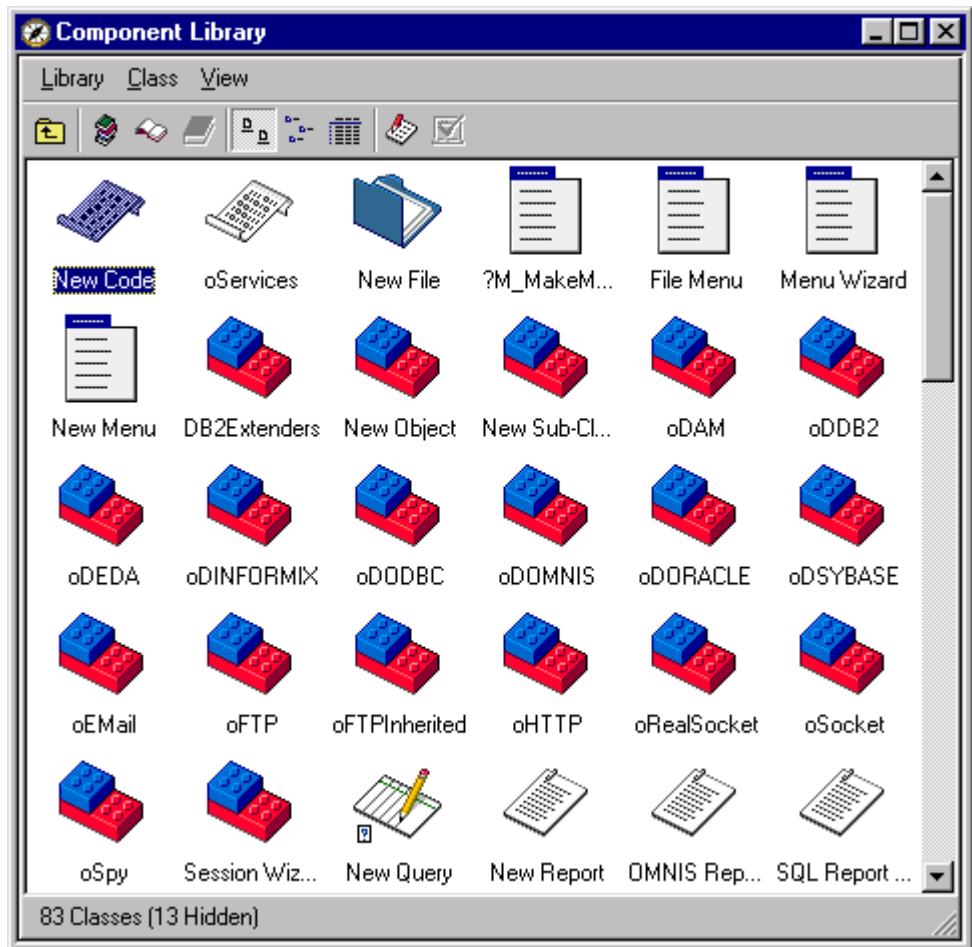 Component Library
Library Class View
New Code oServices New File ?M_MakeM... File Menu Menu Wizard
New Menu DB2Extenders New Object New Sub-Cl... oDAM oDDB2
oDEDA oDINFORMIX oDODBC oDOMNIS oDORACLE oDSYBASE
oEMail oFTP oFTPInherited oHTTP oRealSocket oSocket
oSpy Session Wiz... New Query New Report OMNIS Rep... SQL Report ...
83 Classes (13 Hidden)